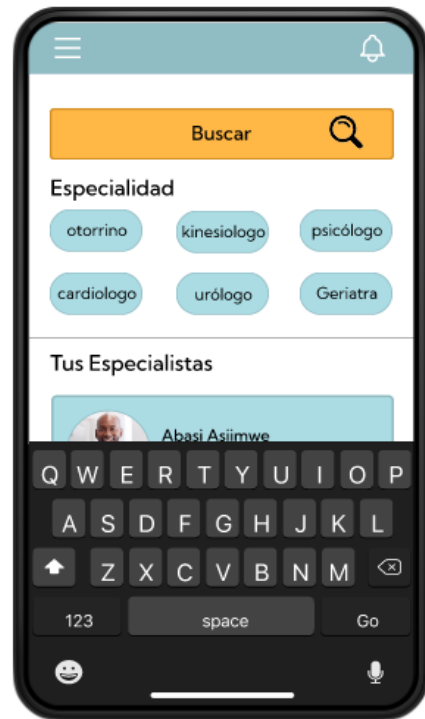 Buscar
Especialidad
otorrino kinesiologo psicólogo
cardiologo urólogo Geriatra
Tus Especialistas
Abasi Asiimwe
Q W E R T Y U I O P
A S D F G H J K L
Z X C V B N M
123 space Go